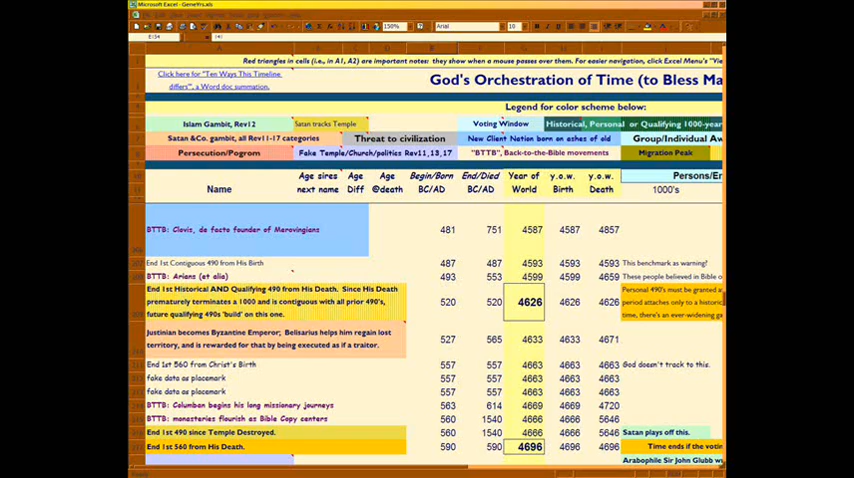 Microsoft Excel - GeneYrs.xls
150%
Arial
10
Red triangles in cells (i.e., in A1, A2) are important notes: they show when a mouse passes over them. For easier navigation, click Excel Menu's "Vie
Click here for "Ten Ways This Timeline differs", a Word doc summation.
God's Orchestration of Time (to Bless Ma
Legend for color scheme below:
Islam Gambit, Rev12 Satan tracks Temple Voting Window Historical, Personal or Qualifying 1000-year
Satan &Co. gambit, all Rev11-17 categories Threat to civilization New Client Nation born on ashes of old Group/Individual Aw
Persecution/Pogrom Fake Temple/Church/politics Rev11,13,17 "BTTB", Back-to-the-Bible movements Migration Peak
Age sires Age Age Begin/Born End/Died Year of y.o.w. y.o.w. Persons/Er
Name next name Diff @death BC/AD BC/AD World Birth Death 1000's
BTTB: Clovis, de facto founder of Merovingians 481 751 4587 4587 4857
End 1st Contiguous 490 from His Birth 487 487 4593 4593 4593 This benchmark as warning?
BTTB: Arians (et alia) 493 553 4599 4599 4659 These people believed in Bible o
End 1st Historical AND Qualifying 490 from His Death. Since His Death Personal 490's must be granted a
prematurely terminates a 1000 and is contiguous with all prior 490's, 520 520 4626 4626 4626 period attaches only to a historic
future qualifying 490s 'build' on this one. time, there's an ever-widening ge
Justinian becomes Byzantine Emperor; Belisarius helps him regain lost
territory, and is rewarded for that by being executed as if a traitor. 527 565 4633 4633 4671
End 1st 560 from Christ's Birth 557 557 4663 4663 4663 God doesn't track to this.
fake data as placemark 557 557 4663 4663 4663
fake data as placemark 557 557 4663 4663 4663
BTTB: Columban begins his long missionary journeys 563 614 4669 4669 4720
BTTB: monasteries flourish as Bible Copy centers 560 1540 4666 4666 5646
End 1st 490 since Temple Destroyed. 560 1540 4666 4666 5646 Satan plays off this.
End 1st 560 from His Death. 590 590 4696 4696 4696 Time ends if the votin
Arabophile Sir John Glubb w